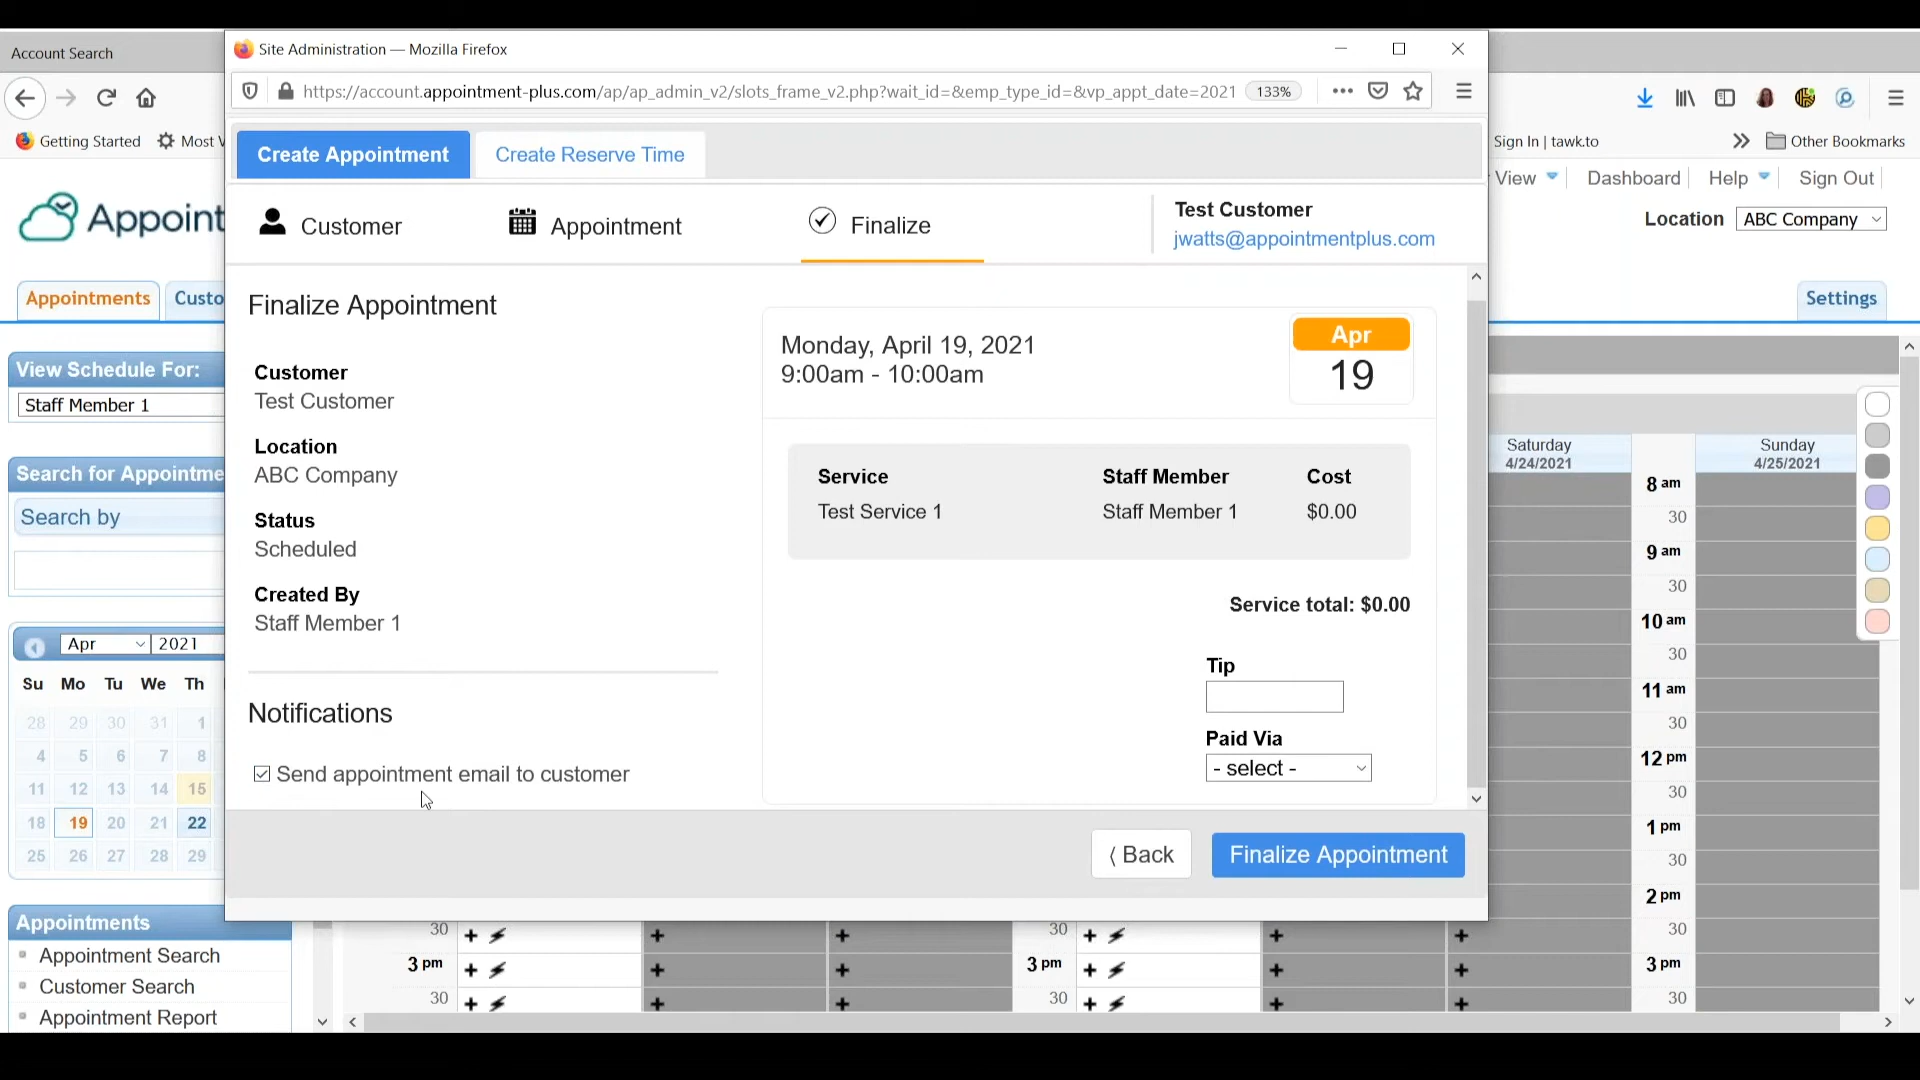 Account Search
Site Administration — Mozilla Firefox
https://account.appointment-plus.com/ap/ap_admin_v2/slots_frame_v2.php?wait_id=&emp_type_id=&vp_appt_date=2021
133%
Getting Started
Most V
Sign In | tawk.to
Other Bookmarks
Create Appointment
Create Reserve Time
View
Dashboard
Help
Sign Out
Appoint
Location
ABC Company
Customer
Appointment
Finalize
Test Customer
jwatts@appointmentplus.com
Appointments
Custo
Settings
View Schedule For:
Staff Member 1
Search for Appointme
Search by
Apr
2021
Su Mo Tu We Th
28 29 30 31 1
4 5 6 7 8
11 12 13 14 15
18 19 20 21 22
25 26 27 28 29
Appointments
Appointment Search
Customer Search
Appointment Report
Finalize Appointment
Customer
Test Customer
Location
ABC Company
Status
Scheduled
Created By
Staff Member 1
Notifications
Send appointment email to customer
Monday, April 19, 2021
9:00am - 10:00am
Apr
19
Service Staff Member Cost
Test Service 1 Staff Member 1 $0.00
Service total: $0.00
Tip
Paid Via
- select -
Back
Finalize Appointment
Saturday
4/24/2021
Sunday
4/25/2021
8 am
30
9 am
30
10 am
30
11 am
30
12 pm
30
1 pm
30
2 pm
30
3 pm
30
30
3 pm
30
30
3 pm
30